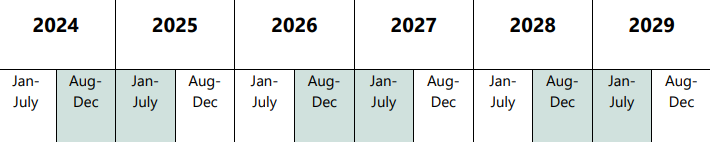 2024 2025 2026 2027 2028 2029
Jan- Aug- Jan- Aug- Jan- Aug- Jan- Aug- Jan- Aug- Jan- Aug-
July Dec July Dec July Dec July Dec July Dec July Dec